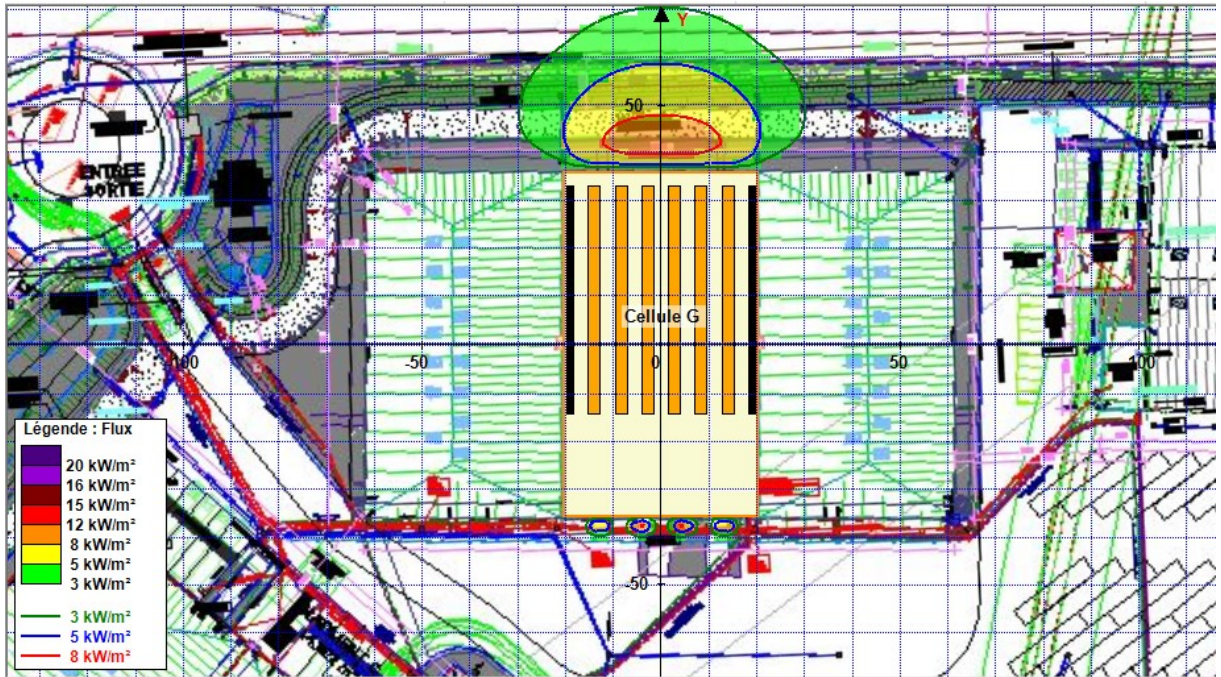 Y
50
ENTREE
SORTIE
Cellule G
-100
-50
0
50
100
-50
Légende : Flux
20 kW/m²
16 kW/m²
15 kW/m²
12 kW/m²
8 kW/m²
5 kW/m²
3 kW/m²
3 kW/m²
5 kW/m²
8 kW/m²